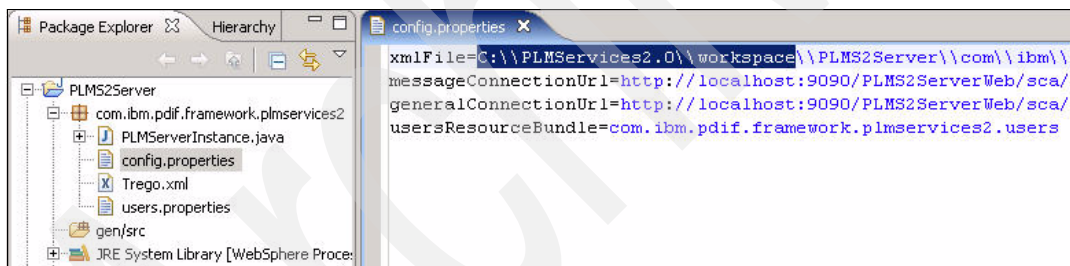 Package Explorer
Hierarchy
PLMS2Server
com.ibm.pdif.framework.plmservices2
PLMServerInstance.java
config.properties
Trego.xml
users.properties
gen/src
JRE System Library [WebSphere Proce
config.properties
xmlFile=C:\\PLMServices2.0\\workspace\\PLMS2Server\\com\\ibm\\
messageConnectionUrl=http://localhost:9090/PLMS2ServerWeb/sca/
generalConnectionUrl=http://localhost:9090/PLMS2ServerWeb/sca/
usersResourceBundle=com.ibm.pdif.framework.plmservices2.users